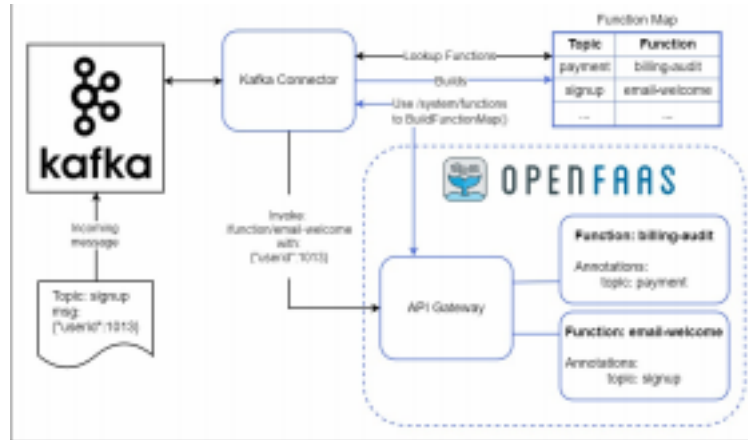 Function Map
Topic Function
payment billing-audit
signup email-welcome
... ...
kafka
Kafka Connector
Lookup Functions
Builds
Use /system/functions
to BuildFunctionMap()
OPENFAAS
Incoming
message
Topic: signup
msg:
{"userid":1013}
Invoke:
/function/email-welcome
with:
{"userid":1013}
API Gateway
Function: billing-audit
Annotations:
topic: payment
Function: email-welcome
Annotations:
topic: signup